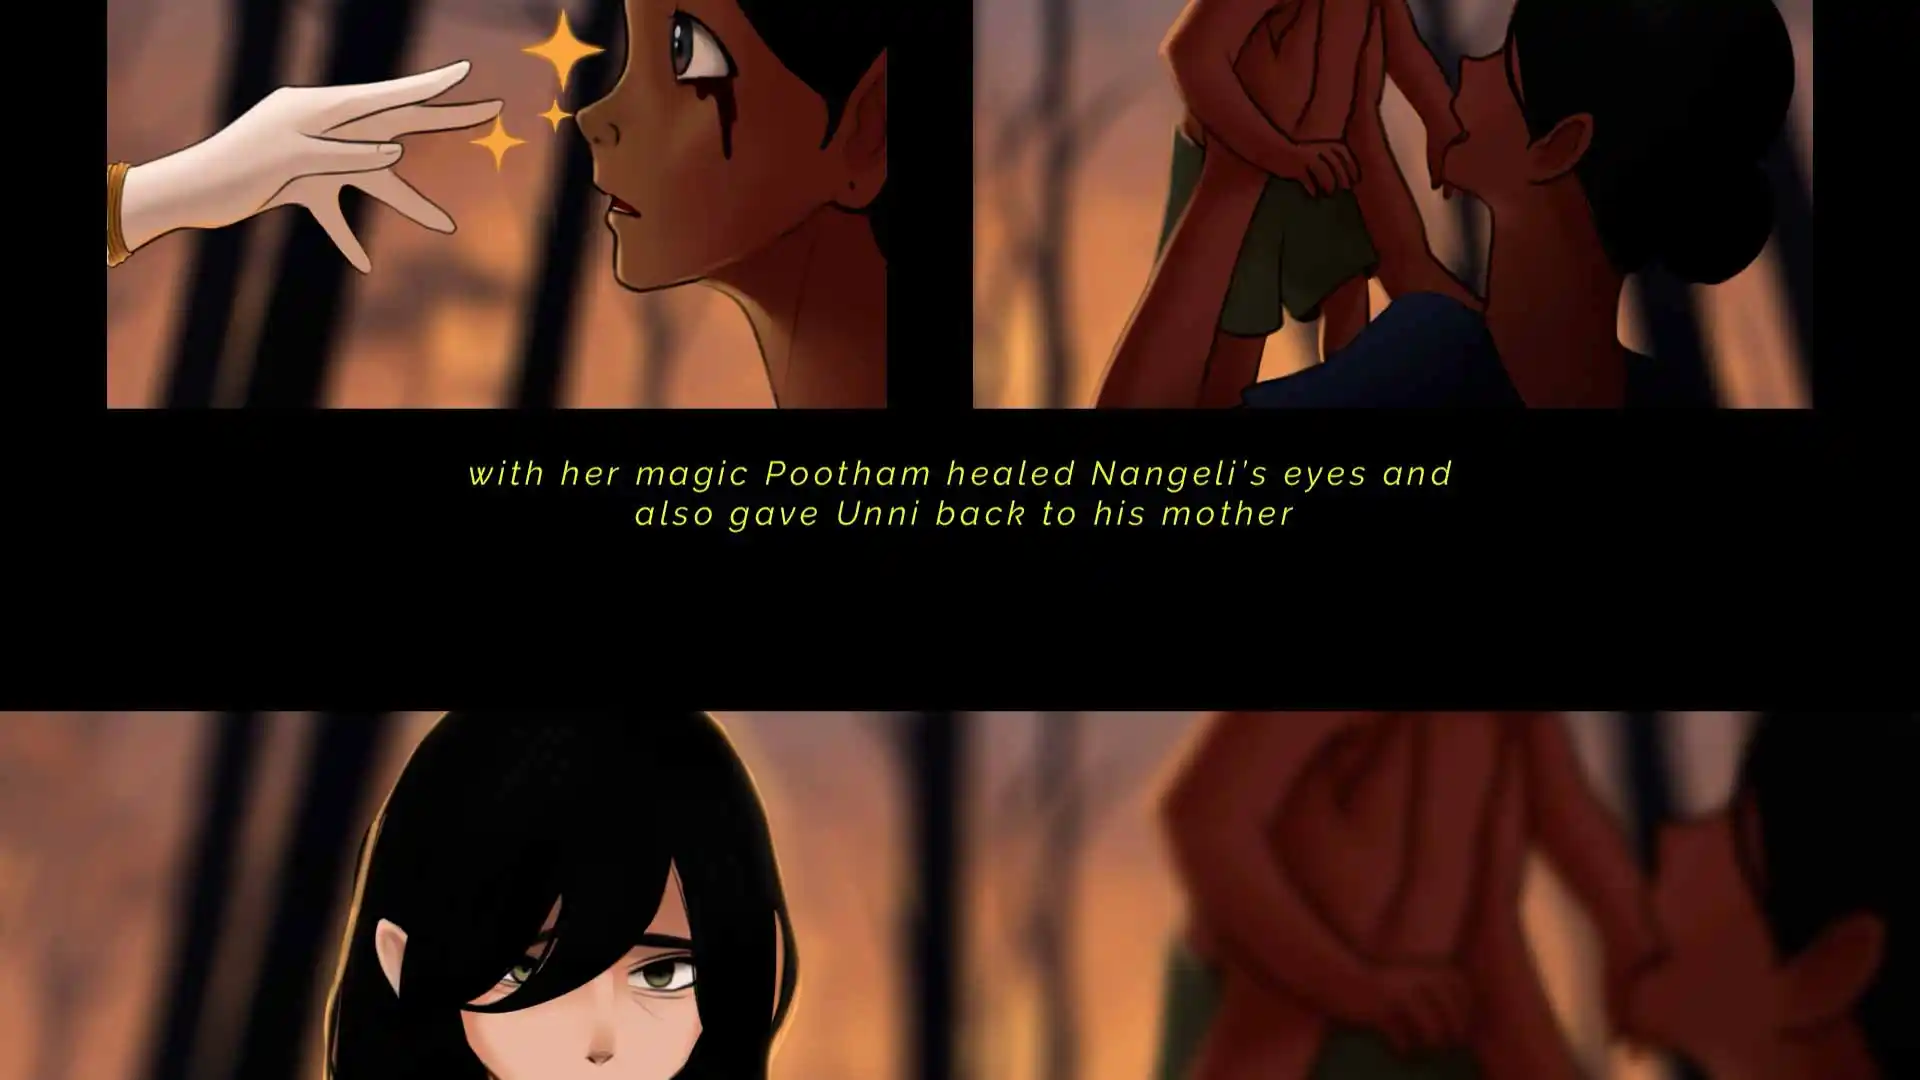 with her magic Pootham healed Nangeli's eyes and
also gave Unni back to his mother